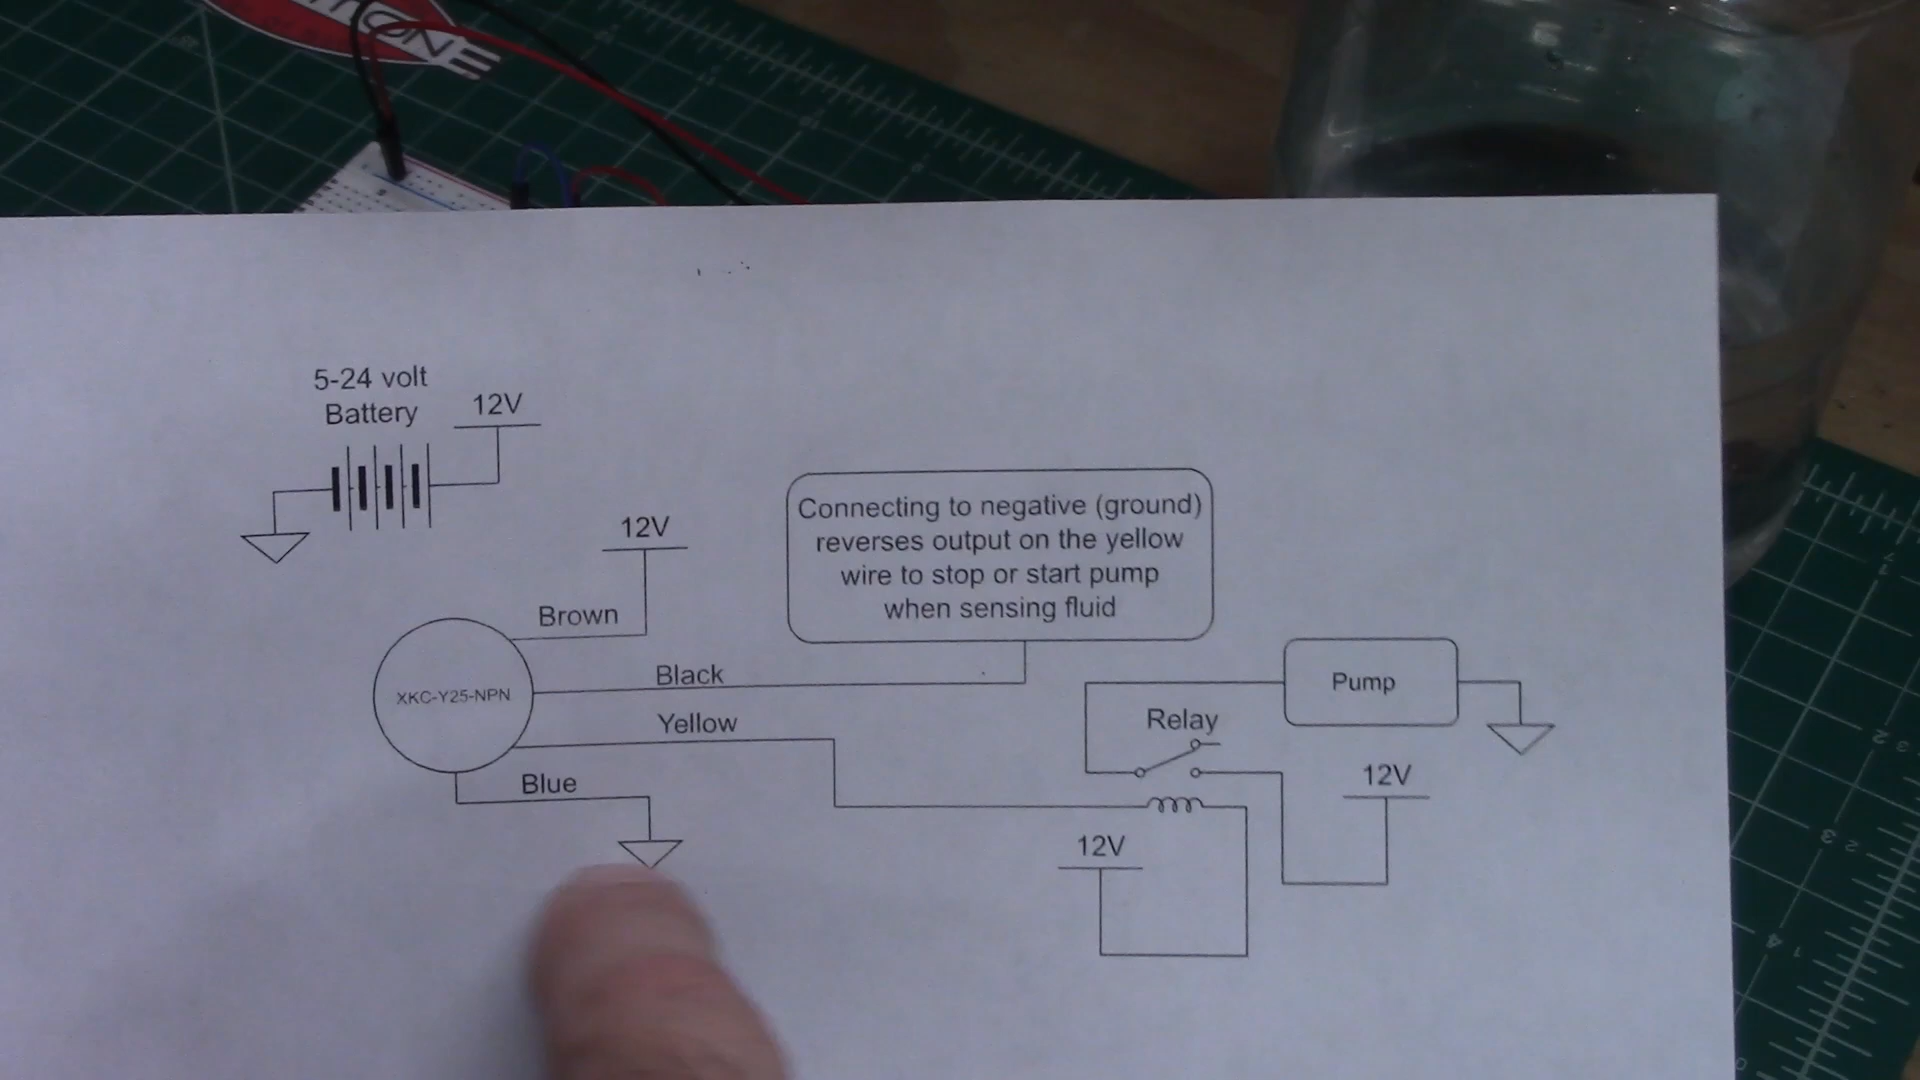 5-24 volt
Battery
12V
12V
Connecting to negative (ground)
reverses output on the yellow
wire to stop or start pump
when sensing fluid
Brown
Black
XKC-Y25-NPN
Yellow
Blue
Relay
Pump
12V
12V